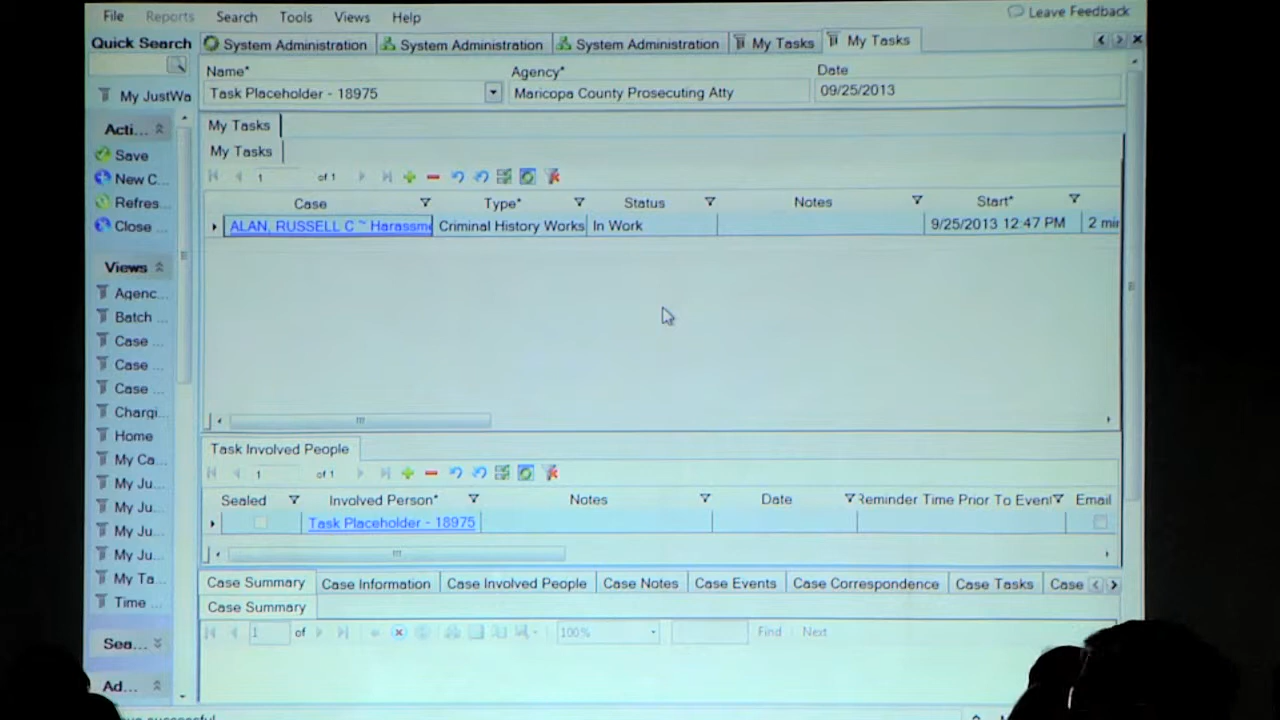 File Reports Search Tools Views Help Leave Feedback
Quick Search System Administration System Administration System Administration My Tasks My Tasks
Name* Agency* Date
Task Placeholder - 18975 Maricopa County Prosecuting Atty 09/25/2013
My JustWa
Acti... My Tasks
Save My Tasks
New C... 1 of 1
Refres... Case Type* Status Notes Start*
Close ... ALAN, RUSSELL C ~ Harassm Criminal History Works In Work 9/25/2013 12:47 PM 2 min
Views
Agenc...
Batch ...
Case ...
Case ...
Case ...
Chargi...
Home
Task Involved People
My Ca...
My Ju... 1 of 1
My Ju... Sealed Involved Person* Notes Date Reminder Time Prior To Event Email
My Ju... Task Placeholder - 18975
My Ju...
My Ta... Case Summary Case Information Case Involved People Case Notes Case Events Case Correspondence Case Tasks Case
Time ... Case Summary
1 of 100% Find Next
Sea...
Ad...
successful